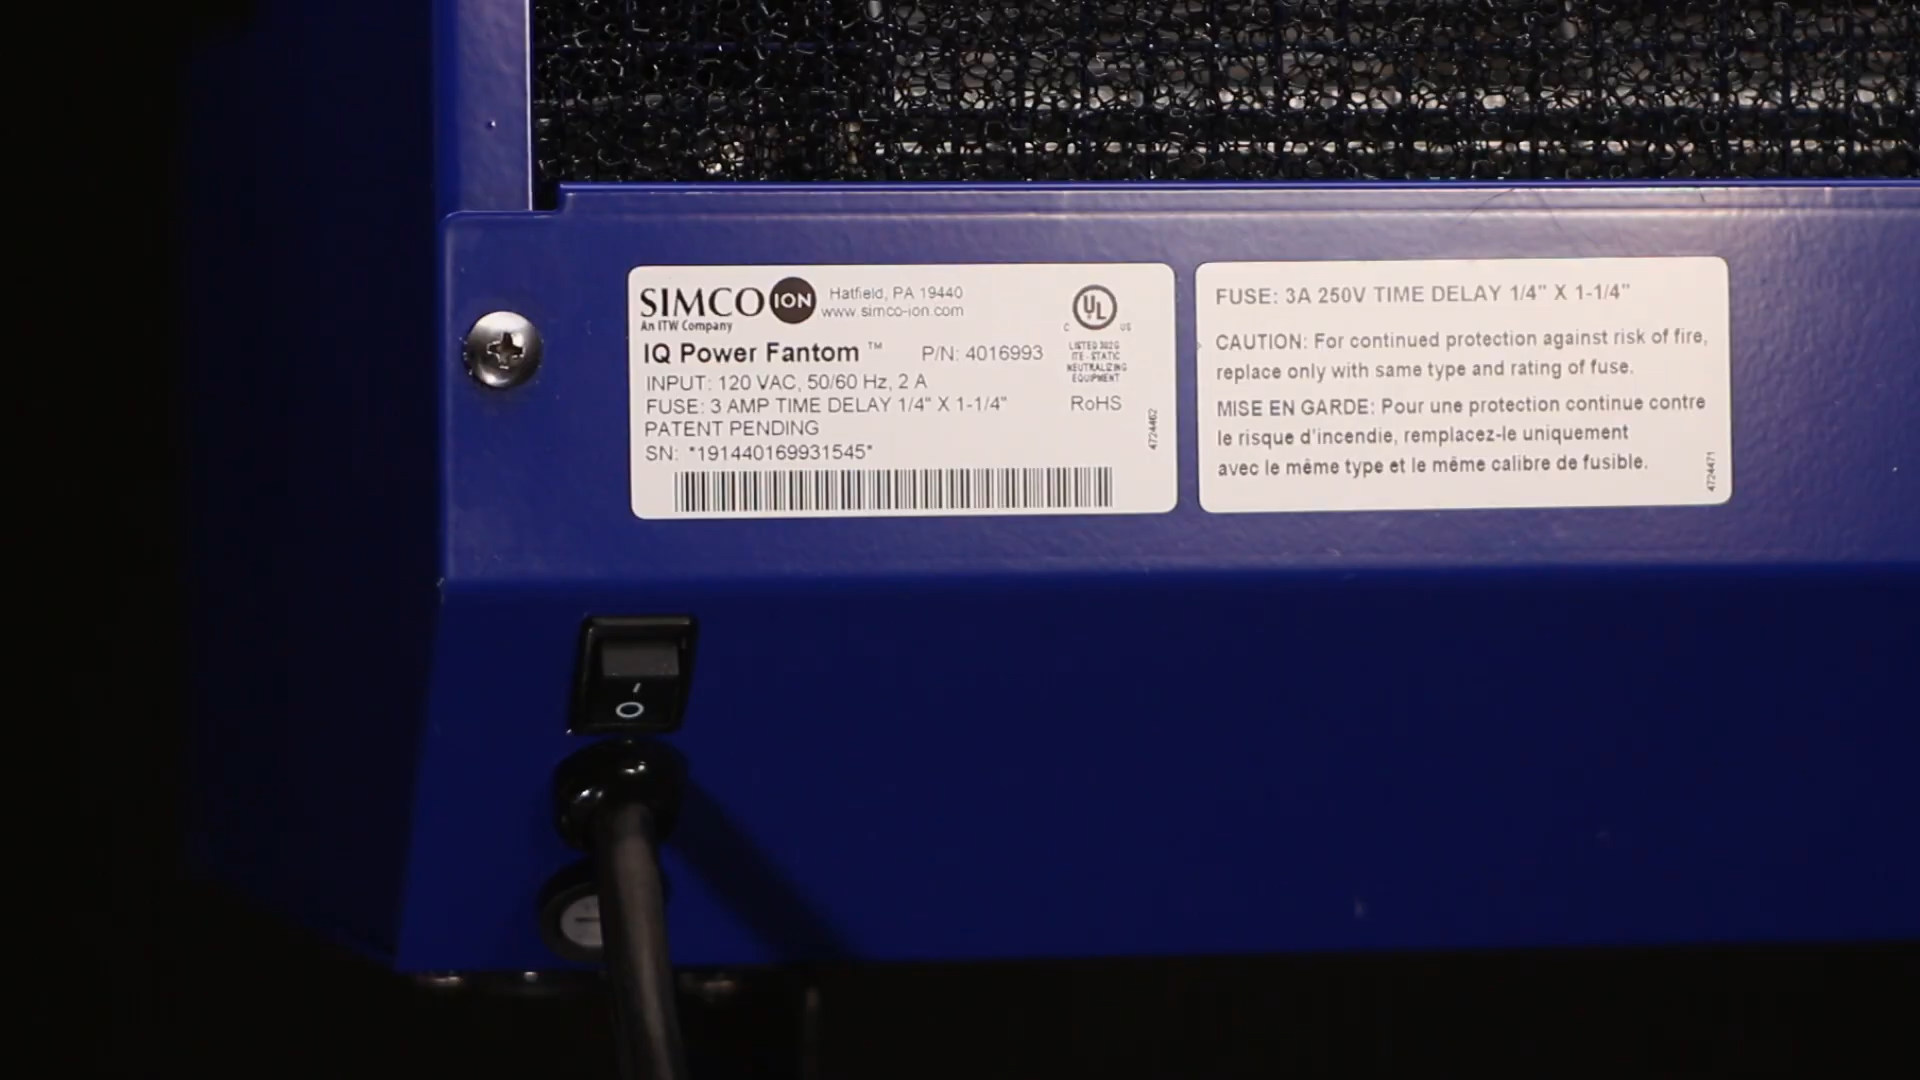 SIMCO ION Hatfield, PA 19440
An ITW Company www.simco-ion.com
IQ Power Fantom ™ P/N: 4016993
INPUT: 120 VAC, 50/60 Hz, 2 A
FUSE: 3 AMP TIME DELAY 1/4" X 1-1/4"
PATENT PENDING
SN: *191440169931545*
C UL US
LISTED 302G
ITE - STATIC
NEUTRALIZING
EQUIPMENT
RoHS
4724462
FUSE: 3A 250V TIME DELAY 1/4" X 1-1/4"
CAUTION: For continued protection against risk of fire,
replace only with same type and rating of fuse.
MISE EN GARDE: Pour une protection continue contre
le risque d'incendie, remplacez-le uniquement
avec le même type et le même calibre de fusible.
4724471